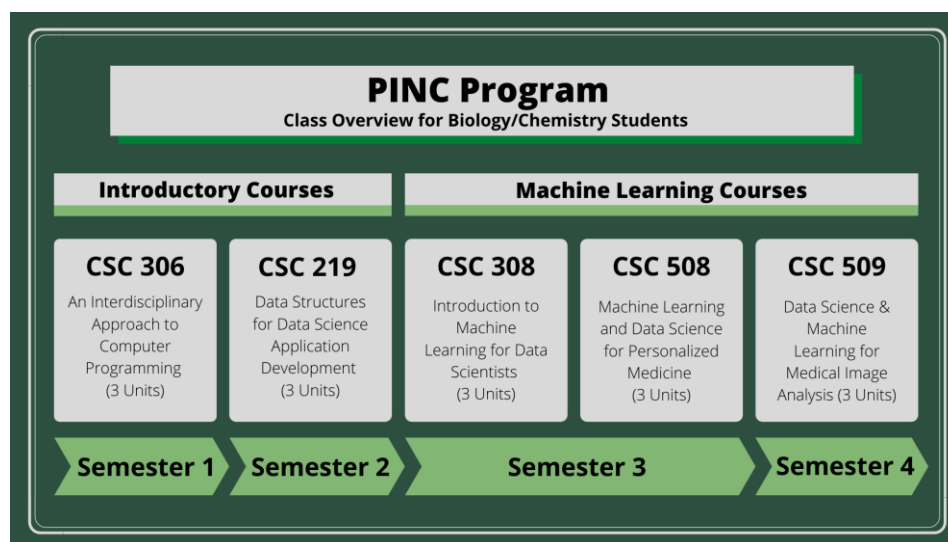 PINC Program
Class Overview for Biology/Chemistry Students
Introductory Courses
Machine Learning Courses
CSC 306
An Interdisciplinary
Approach to
Computer
Programming
(3 Units)
CSC 219
Data Structures
for Data Science
Application
Development
(3 Units)
CSC 308
Introduction to
Machine
Learning for Data
Scientists
(3 Units)
CSC 508
Machine Learning
and Data Science
for Personalized
Medicine
(3 Units)
CSC 509
Data Science &
Machine
Learning for
Medical Image
Analysis (3 Units)
Semester 1
Semester 2
Semester 3
Semester 4